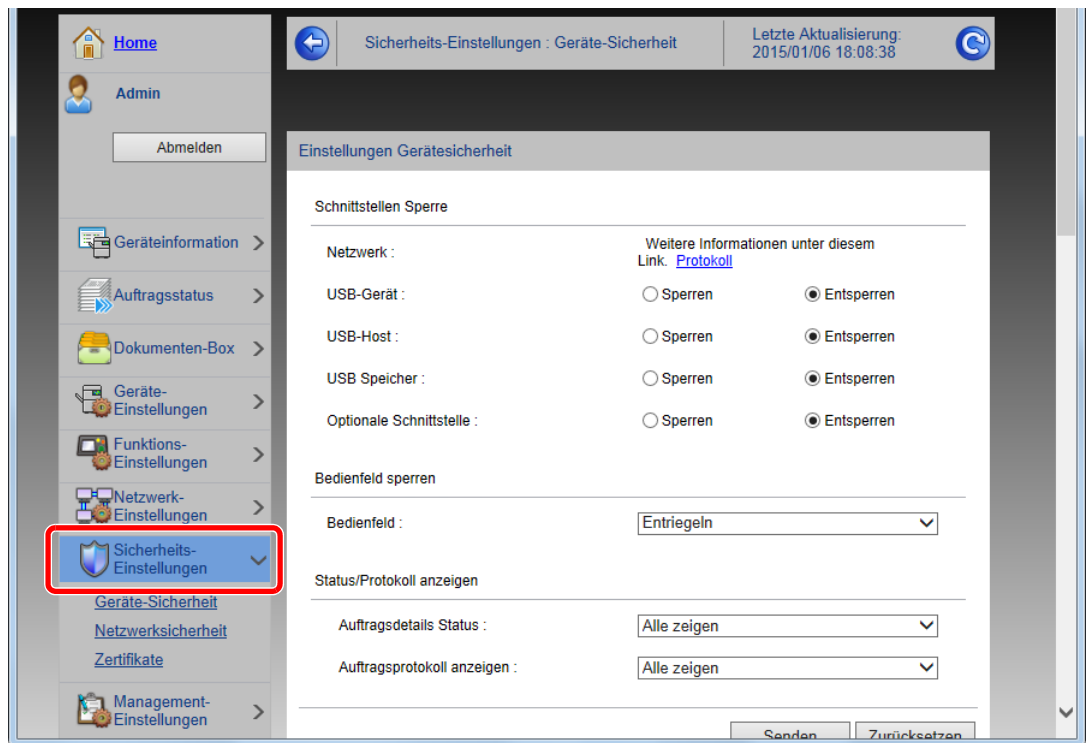 Home
Admin
Abmelden
Geräteinformation
Auftragsstatus
Dokumenten-Box
Geräte-
Einstellungen
Funktions-
Einstellungen
Netzwerk-
Einstellungen
Sicherheits-
Einstellungen
Geräte-Sicherheit
Netzwerksicherheit
Zertifikate
Management-
Einstellungen
Sicherheits-Einstellungen : Geräte-Sicherheit
Letzte Aktualisierung:
2015/01/06 18:08:38
Einstellungen Gerätesicherheit
Schnittstellen Sperre
Netzwerk :
Weitere Informationen unter diesem
Link. Protokoll
USB-Gerät : Sperren Entsperren
USB-Host : Sperren Entsperren
USB Speicher : Sperren Entsperren
Optionale Schnittstelle : Sperren Entsperren
Bedienfeld sperren
Bedienfeld : Entriegeln
Status/Protokoll anzeigen
Auftragsdetails Status : Alle zeigen
Auftragsprotokoll anzeigen : Alle zeigen
Senden Zurücksetzen